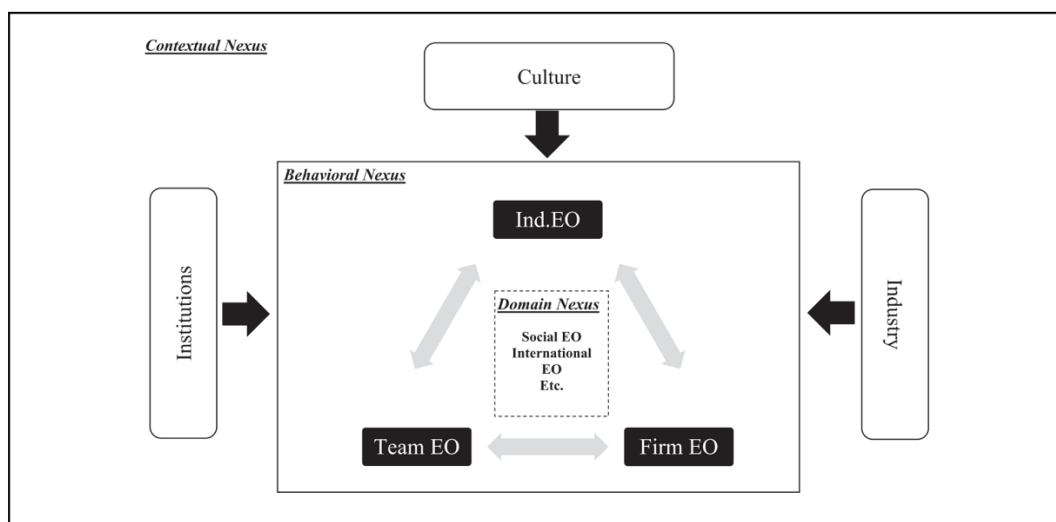 Contextual Nexus
Culture
Behavioral Nexus
Ind.EO
Institutions
Domain Nexus
Social EO
International
EO
Etc.
Industry
Team EO
Firm EO